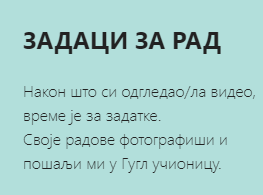 ЗАДАЦИ ЗА РАД
Након што си одгледао/ла видео,
време је за задатке.
Своје радове фотографиши и
пошаљи ми у Гугл учионицу.